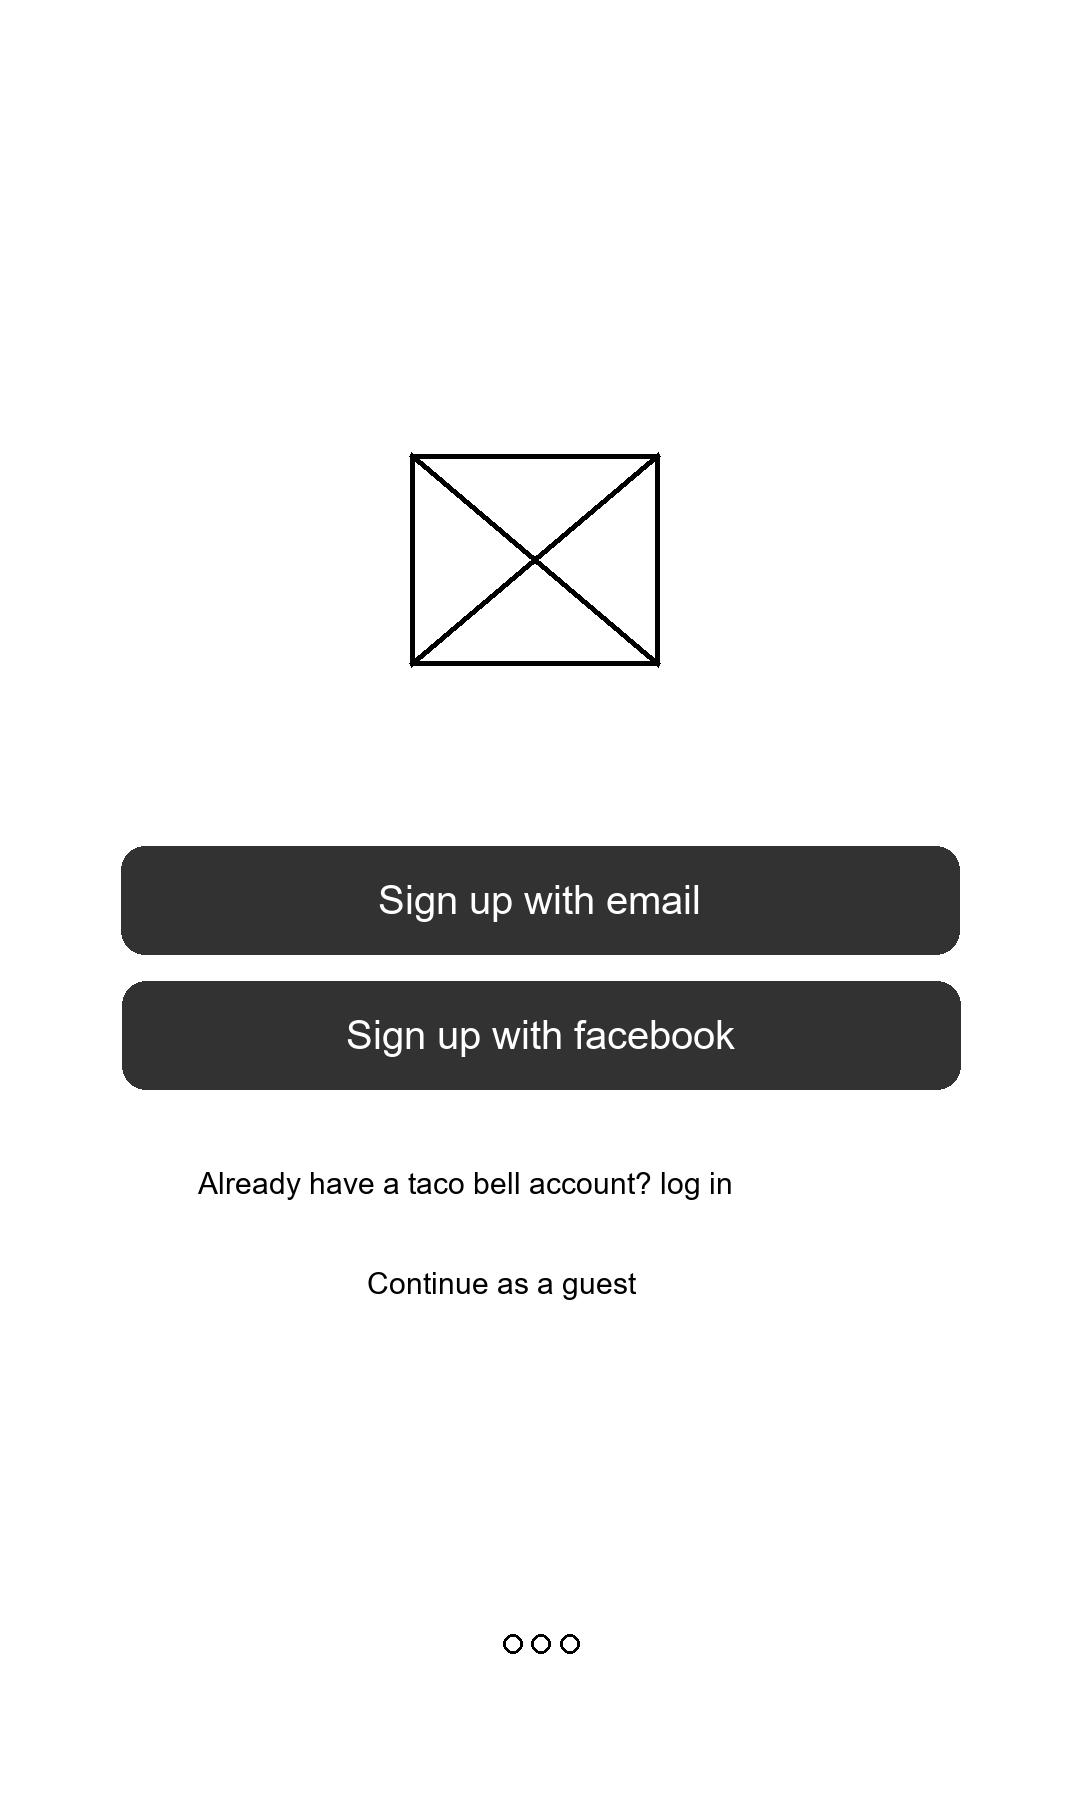 Sign up with email
Sign up with facebook
Already have a taco bell account? log in
Continue as a guest